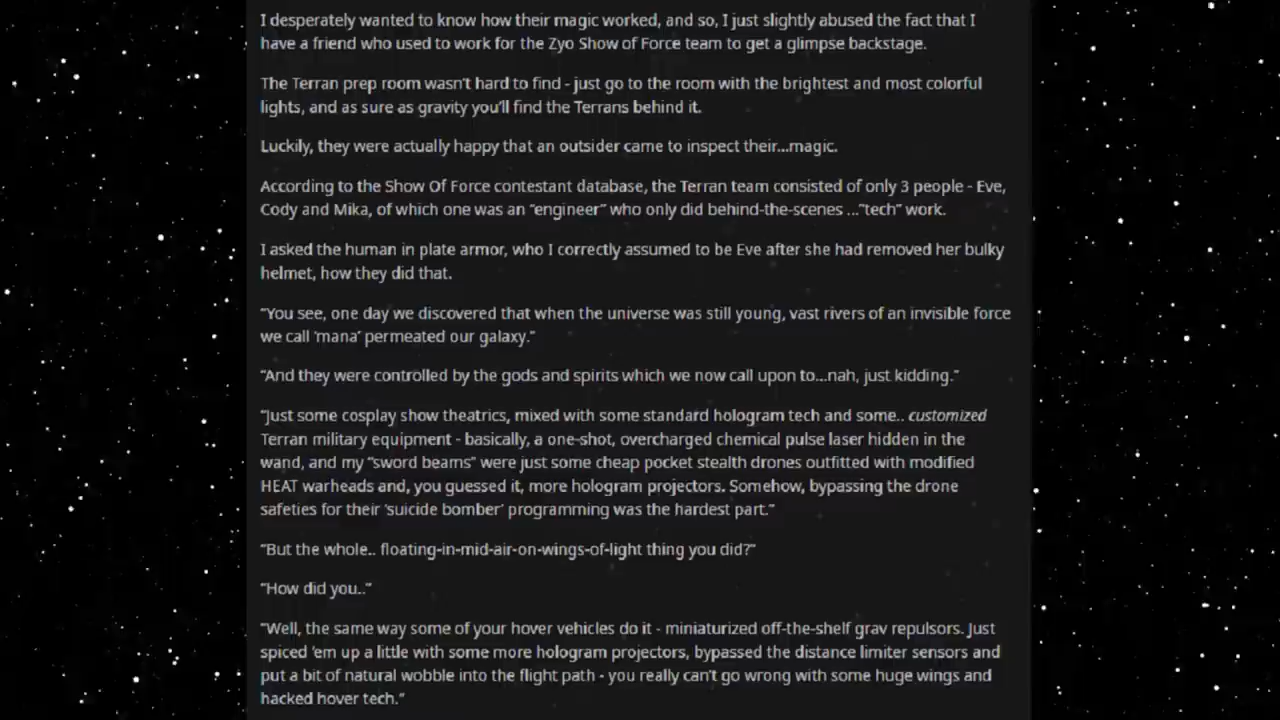 I desperately wanted to know how their magic worked, and so, I just slightly abused the fact that I
have a friend who used to work for the Zyo Show of Force team to get a glimpse backstage.
The Terran prep room wasn't hard to find - just go to the room with the brightest and most colorful
lights, and as sure as gravity you'll find the Terrans behind it.
Luckily, they were actually happy that an outsider came to inspect their...magic.
According to the Show Of Force contestant database, the Terran team consisted of only 3 people - Eve,
Cody and Mika, of which one was an “engineer” who only did behind-the-scenes ...“tech” work.
I asked the human in plate armor, who I correctly assumed to be Eve after she had removed her bulky
helmet, how they did that.
“You see, one day we discovered that when the universe was still young, vast rivers of an invisible force
we call ‘mana’ permeated our galaxy.”
“And they were controlled by the gods and spirits which we now call upon to...nah, just kidding.”
“Just some cosplay show theatrics, mixed with some standard hologram tech and some.. customized
Terran military equipment - basically, a one-shot, overcharged chemical pulse laser hidden in the
wand, and my “sword beams” were just some cheap pocket stealth drones outfitted with modified
HEAT warheads and, you guessed it, more hologram projectors. Somehow, bypassing the drone
safeties for their ‘suicide bomber’ programming was the hardest part.”
“But the whole.. floating-in-mid-air-on-wings-of-light thing you did?”
“How did you..”
“Well, the same way some of your hover vehicles do it - miniaturized off-the-shelf grav repulsors. Just
spiced ‘em up a little with some more hologram projectors, bypassed the distance limiter sensors and
put a bit of natural wobble into the flight path - you really can't go wrong with some huge wings and
hacked hover tech.”